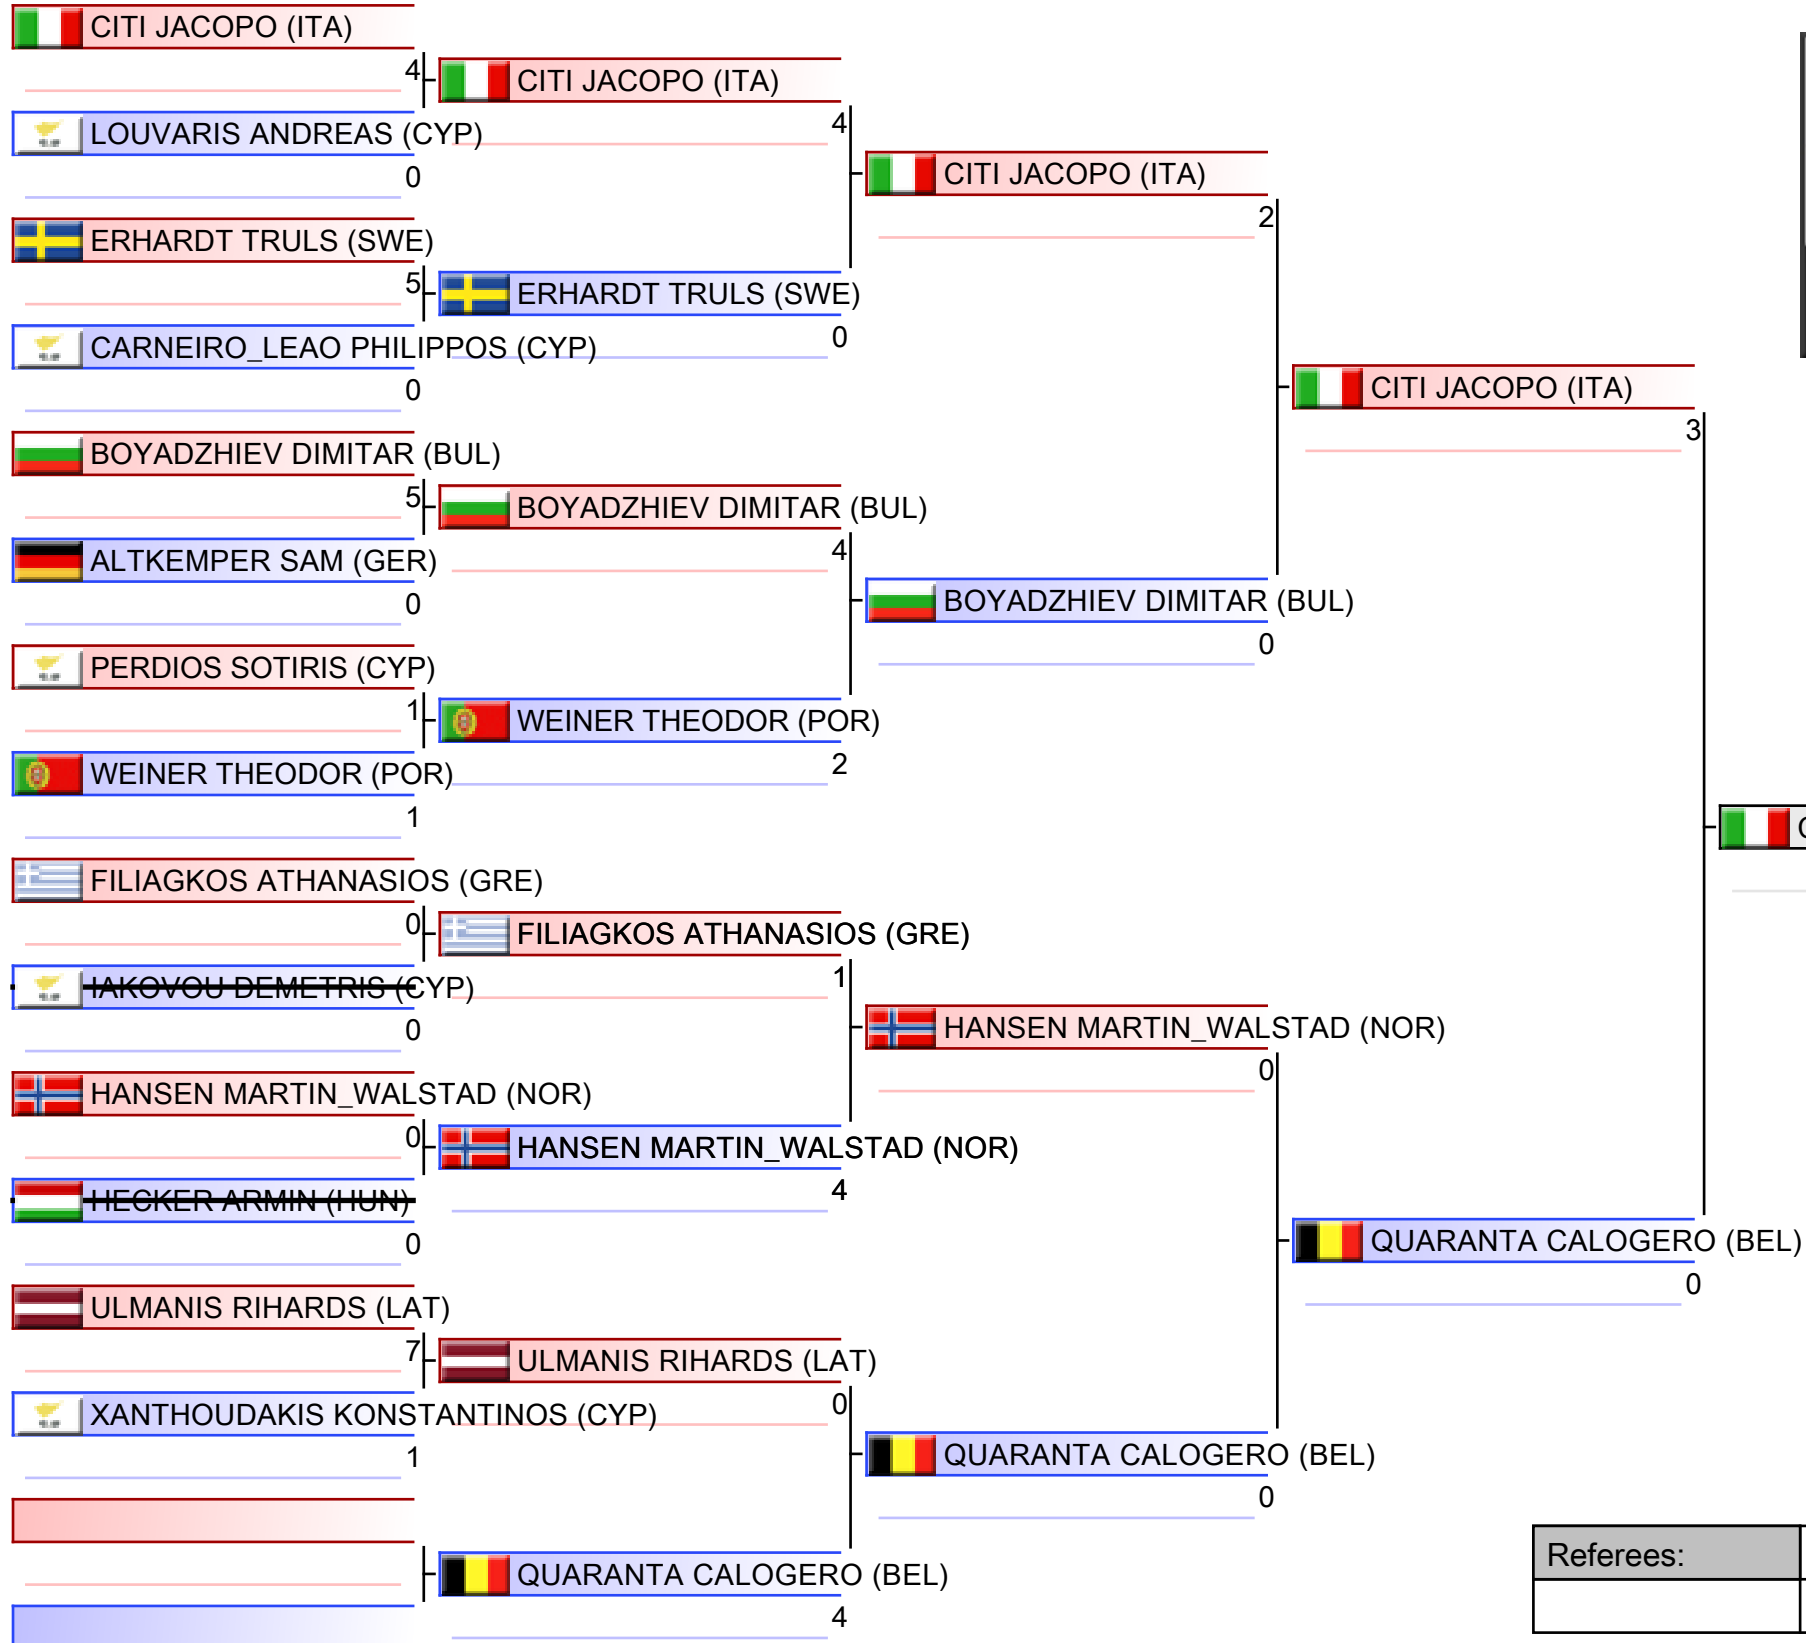 CITI JACOPO (ITA)
4
LOUVARIS ANDREAS (CYP)
0
ERHARDT TRULS (SWE)
5
CARNEIRO_LEAO PHILIPPOS (CYP)
0
BOYADZHIEV DIMITAR (BUL)
5
ALTKEMPER SAM (GER)
0
PERDIOS SOTIRIS (CYP)
1
WEINER THEODOR (POR)
1
FILIAGKOS ATHANASIOS (GRE)
0
IAKOVOU DEMETRIS (CYP)
0
HANSEN MARTIN_WALSTAD (NOR)
0
HECKER ARMIN (HUN)
0
ULMANIS RIHARDS (LAT)
7
XANTHOUDAKIS KONSTANTINOS (CYP)
1
CITI JACOPO (ITA)
4
ERHARDT TRULS (SWE)
0
BOYADZHIEV DIMITAR (BUL)
4
WEINER THEODOR (POR)
2
FILIAGKOS ATHANASIOS (GRE)
1
HANSEN MARTIN_WALSTAD (NOR)
4
ULMANIS RIHARDS (LAT)
0
QUARANTA CALOGERO (BEL)
4
CITI JACOPO (ITA)
2
BOYADZHIEV DIMITAR (BUL)
0
HANSEN MARTIN_WALSTAD (NOR)
0
QUARANTA CALOGERO (BEL)
0
CITI JACOPO (ITA)
3
QUARANTA CALOGERO (BEL)
0
Referees: